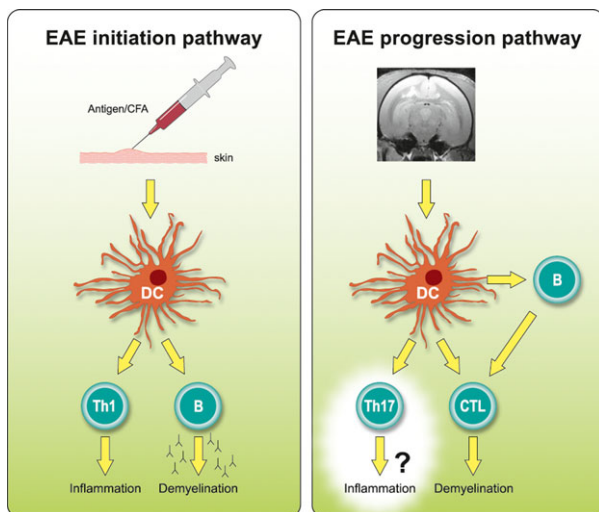 EAE initiation pathway
Antigen/CFA
skin
DC
Th1
B
Inflammation
Demyelination
EAE progression pathway
DC
B
Th17
CTL
?
Inflammation
Demyelination